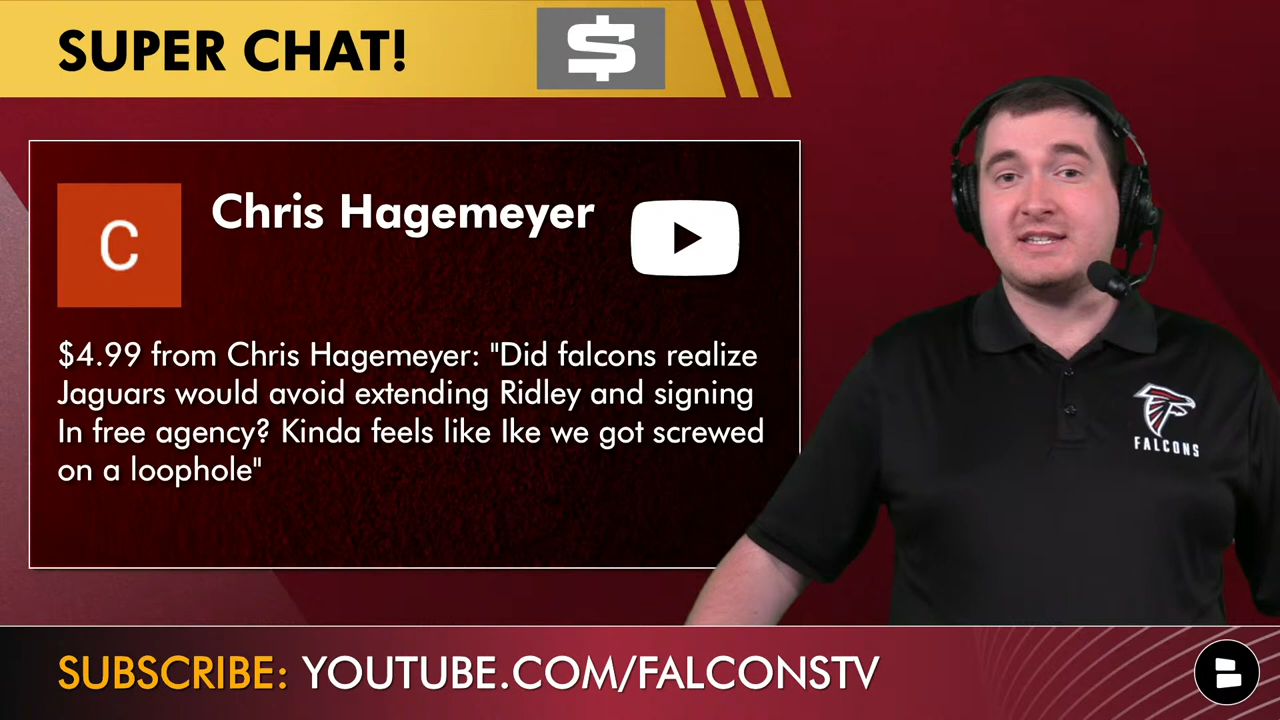 SUPER CHAT!
$
C
Chris Hagemeyer
$4.99 from Chris Hagemeyer: "Did falcons realize
Jaguars would avoid extending Ridley and signing
In free agency? Kinda feels like Ike we got screwed
on a loophole"
FALCONS
SUBSCRIBE: YOUTUBE.COM/FALCONSTV